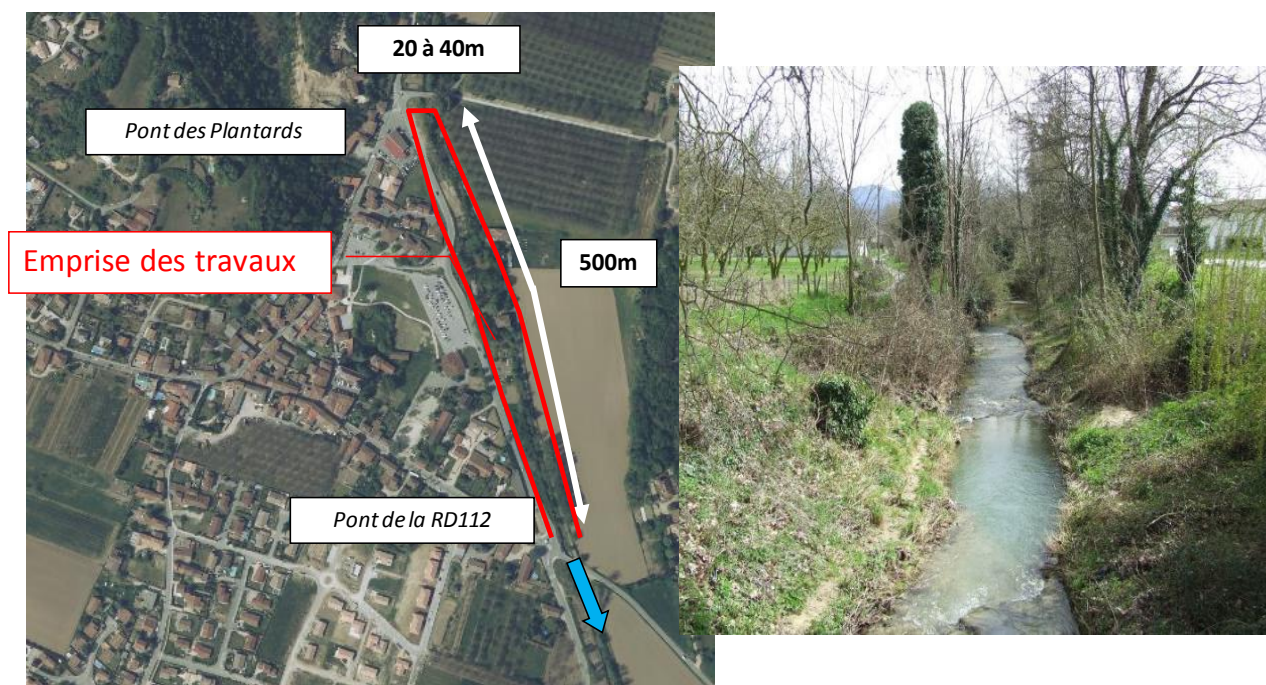 20 à 40m
Pont des Plantards
Emprise des travaux
500m
Pont de la RD112